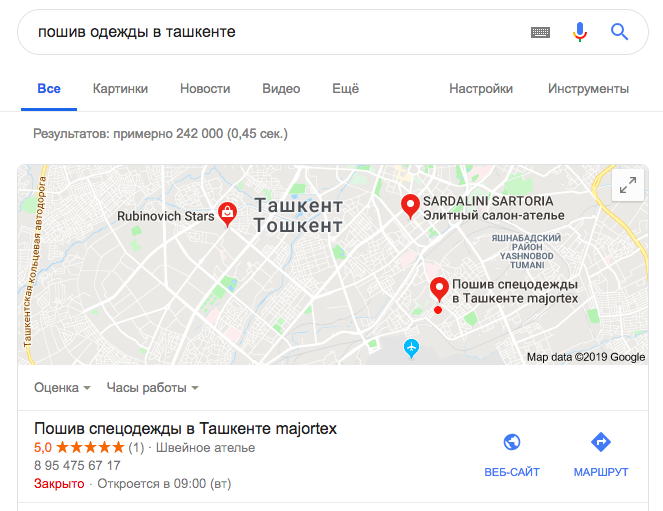 пошив одежды в ташкенте
Все Картинки Новости Видео Ещё Настройки Инструменты
Результатов: примерно 242 000 (0,45 сек.)
Ташкентская кольцевая автодорога
Rubinovich Stars
Ташкент
Тошкент
SARDALINI SARTORIA
Элитный салон-ателье
ЯШНАБАДСКИЙ
РАЙОН
YASHNOBOD
TUMANI
Пошив спецодежды
в Ташкенте majortex
Map data ©2019 Google
Оценка Часы работы
Пошив спецодежды в Ташкенте majortex
5,0 (1) · Швейное ателье
8 95 475 67 17
Закрыто · Откроется в 09:00 (вт)
ВЕБ-САЙТ МАРШРУТ